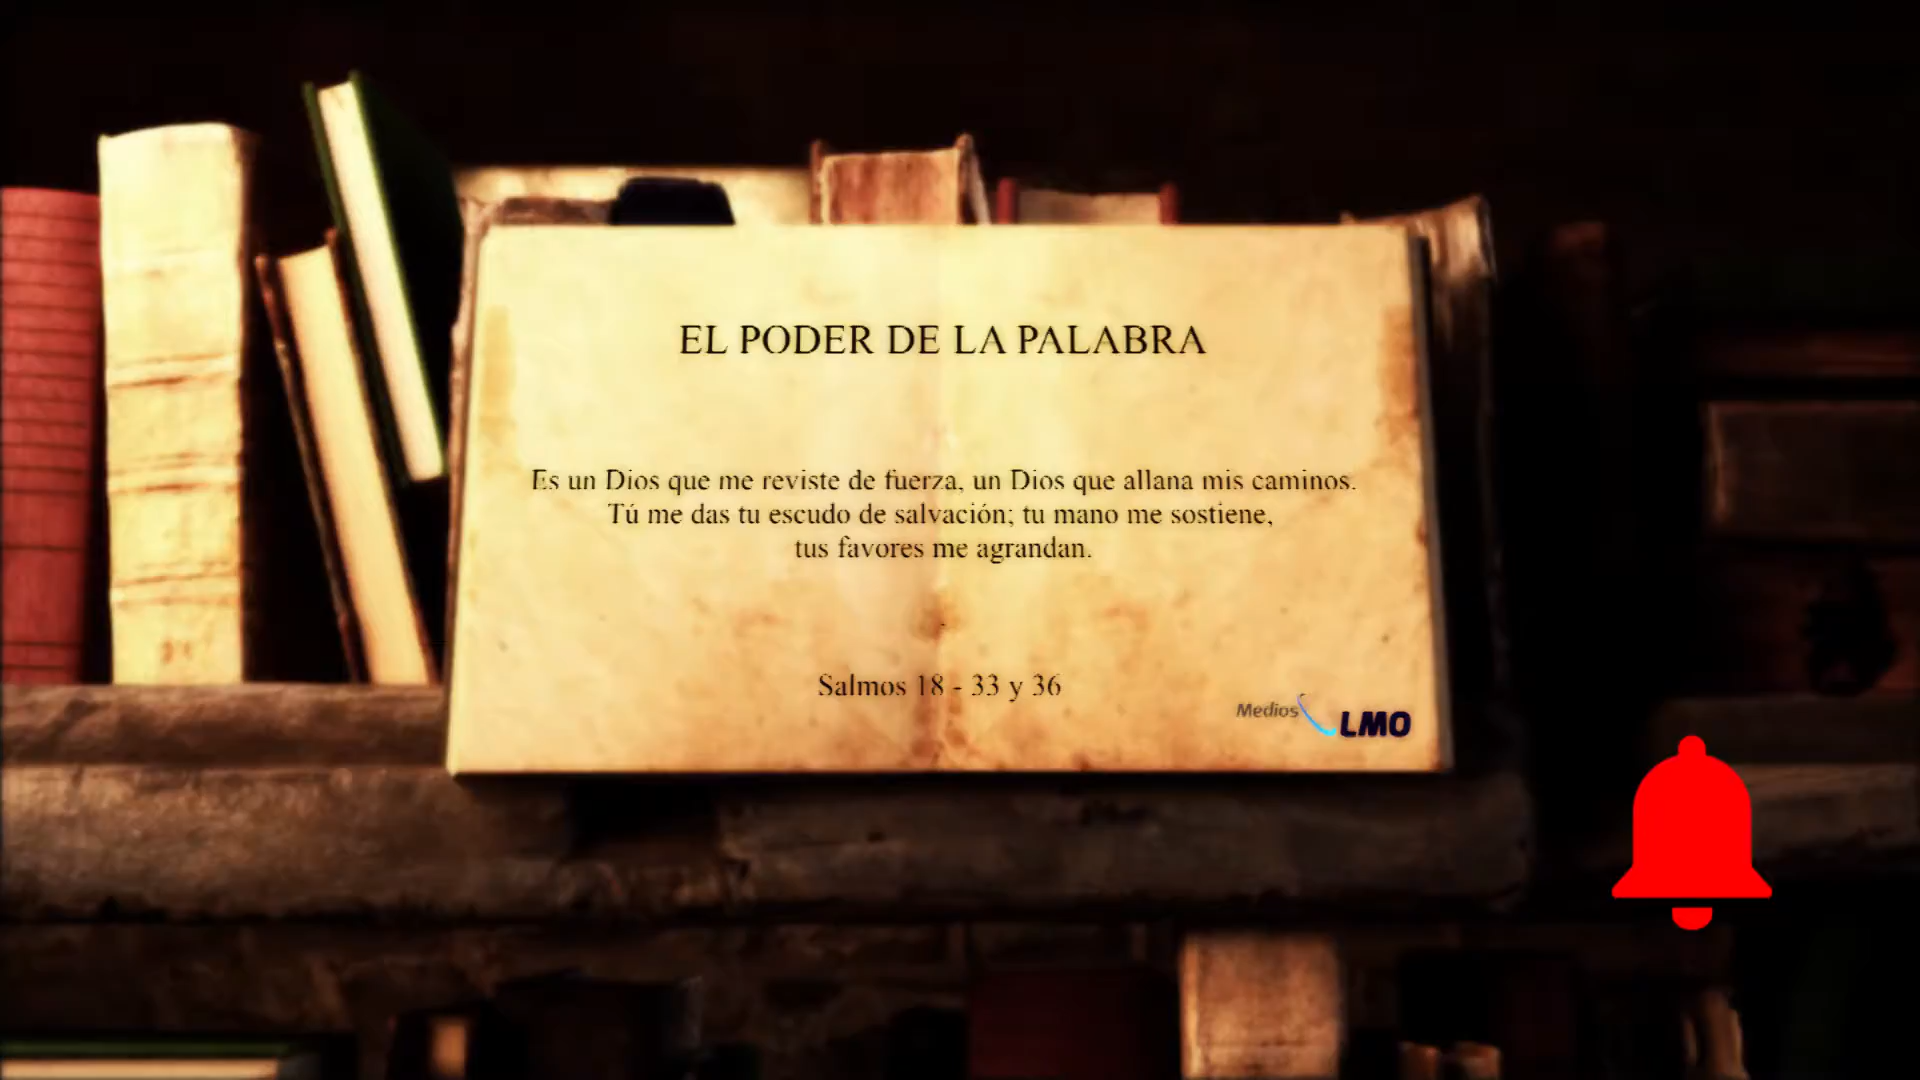 EL PODER DE LA PALABRA
Es un Dios que me reviste de fuerza, un Dios que allana mis caminos.
Tú me das tu escudo de salvación; tu mano me sostiene,
tus favores me agrandan.
Salmos 18 - 33 y 36
Medios LMO